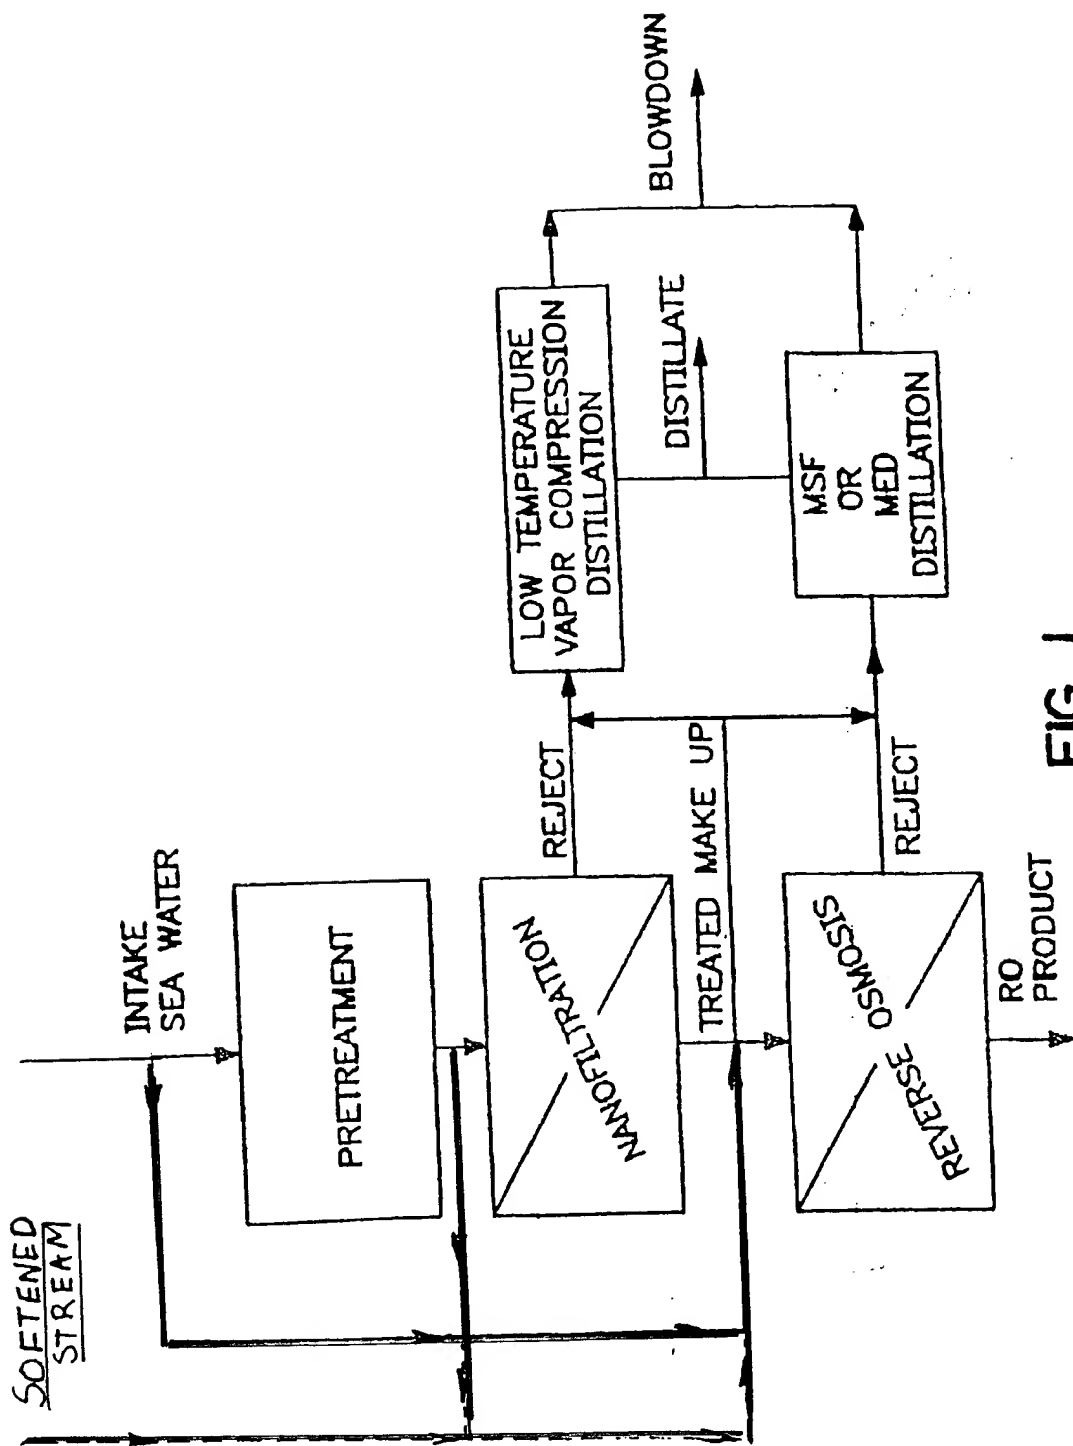 SOFTENED
STREAM
INTAKE
SEA WATER
PRETREATMENT
NANOFILTRATION
REJECT
LOW TEMPERATURE
VAPOR COMPRESSION
DISTILLATION
BLOWDOWN
DISTILLATE
TREATED MAKE UP
REVERSE OSMOSIS
REJECT
MSF
OR
MED
DISTILLATION
RO
PRODUCT
FIG 1